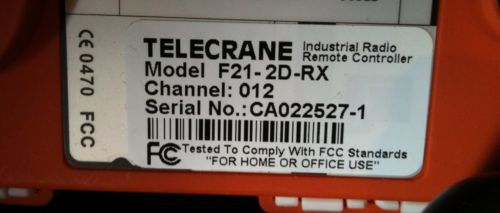 TELECRANE Industrial Radio Remote Controller
Model F21-2D-RX
Channel: 012
Serial No.:CA022527-1
FC Tested To Comply With FCC Standards
"FOR HOME OR OFFICE USE"
CE 0470 FCC